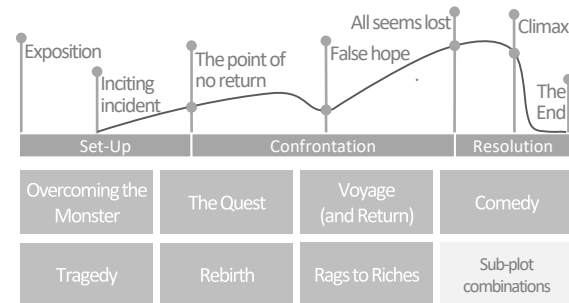 Exposition
Inciting
incident
The point of
no return
False hope
All seems lost
Climax
The
End
Set-Up
Confrontation
Resolution
Overcoming the
Monster
The Quest
Voyage
(and Return)
Comedy
Tragedy
Rebirth
Rags to Riches
Sub-plot
combinations